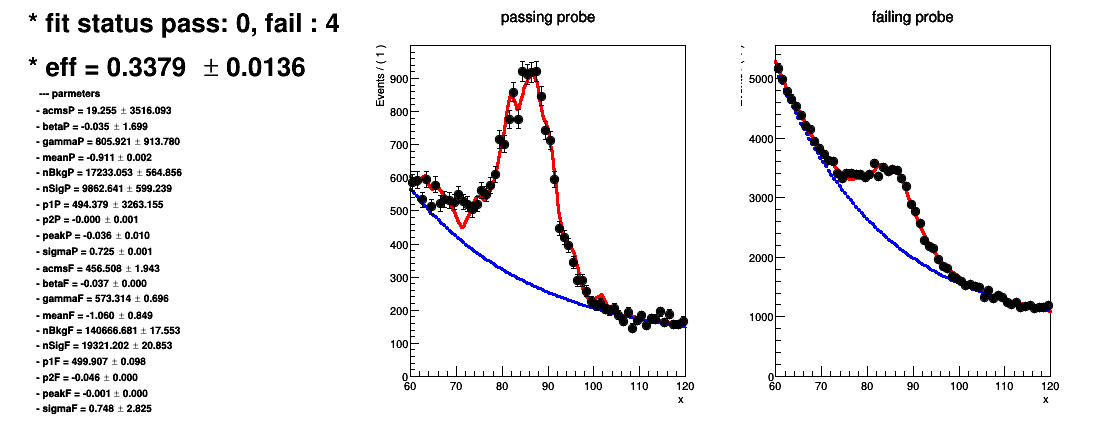 * fit status pass: 0, fail : 4
* eff = 0.3379 ± 0.0136
--- parmeters
- acmsP = 19.255 ± 3516.093
- betaP = -0.035 ± 1.699
- gammaP = 805.921 ± 913.780
- meanP = -0.911 ± 0.002
- nBkgP = 17233.053 ± 564.856
- nSigP = 9862.641 ± 599.239
- p1P = 494.379 ± 3263.155
- p2P = -0.000 ± 0.001
- peakP = -0.036 ± 0.010
- sigmaP = 0.725 ± 0.001
- acmsF = 456.508 ± 1.943
- betaF = -0.037 ± 0.000
- gammaF = 573.314 ± 0.696
- meanF = -1.060 ± 0.849
- nBkgF = 140666.681 ± 17.553
- nSigF = 19321.202 ± 20.853
- p1F = 499.907 ± 0.098
- p2F = -0.046 ± 0.000
- peakF = -0.001 ± 0.000
- sigmaF = 0.748 ± 2.825
passing probe
Events / ( 1 )
900
800
700
600
500
400
300
200
100
0
60 70 80 90 100 110 120
x
failing probe
5000
4000
3000
2000
1000
0
60 70 80 90 100 110 120
x